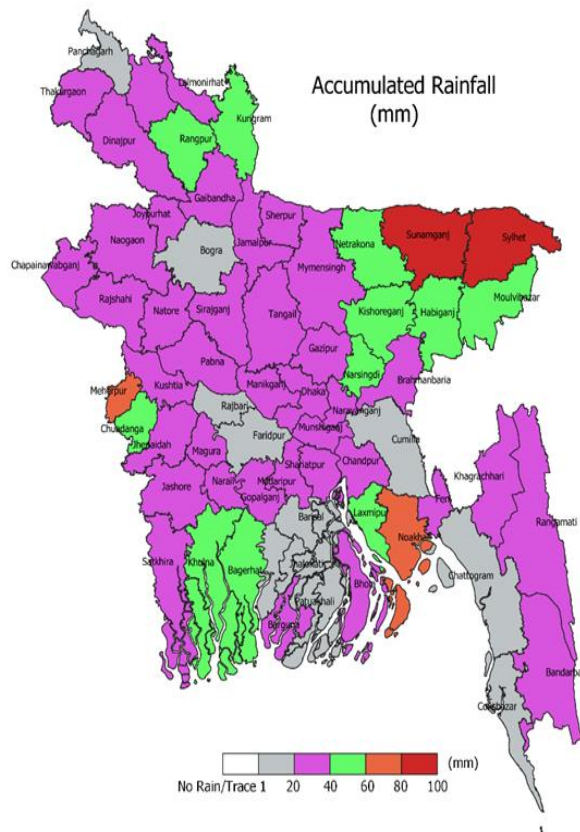 Panchagarh
Accumulated Rainfall
(mm)
Lalmonirhat
Thakurgaon
Kurigram
Rangpur
Dinajpur
Gaibandha
Joypurhat
Sherpur
Netrakona
Sunamganj
Sylhet
Naogaon
Bogra
Jamalpur
Mymensingh
Chapainawabganj
Moulvibazar
Rajshahi
Natore
Sirajganj
Tangail
Kishoreganj
Habiganj
Gazipur
Pabna
Narsingdi
Brahmanbaria
Meherpur
Kushtia
Manikganj
Dhaka
Rajbari
Narayanganj
Chuadanga
Faridpur
Munshiganj
Cumilla
Jhenaidah
Magura
Shariatpur
Chandpur
Khagrachhari
Jashore
Narail
Madaripur
Gopalganj
Feni
Rangamati
Barisal
Laxmipur
Noakhali
Satkhira
Khulna
Bagerhat
Jhalokati
Chattogram
Bhola
Patuakhali
Barguna
Bandarban
Coxsbazar
(mm)
No Rain/Trace 1 20 40 60 80 100